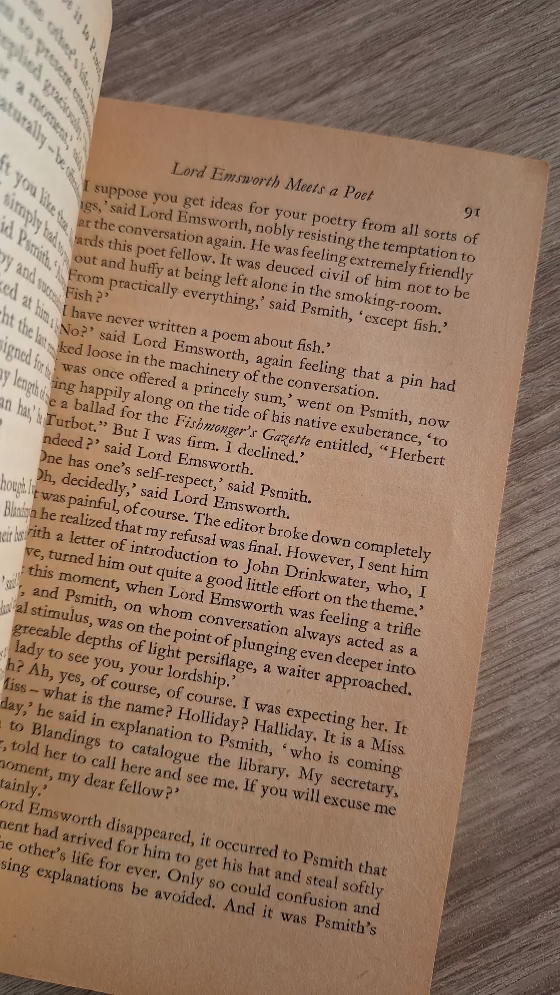 Lord Emsworth Meets a Poet
91
I suppose you get ideas for your poetry from all sorts of
said Lord Emsworth, nobly resisting the temptation to
the conversation again. He was feeling extremely friendly
this poet fellow. It was deuced civil of him not to be
out and huffy at being left alone in the smoking-room.
From practically everything,' said Psmith, 'except fish.'
Fish?'
I have never written a poem about fish.'
No?' said Lord Emsworth, again feeling that a pin had
loose in the machinery of the conversation.
was once offered a princely sum,' went on Psmith, now
happily along on the tide of his native exuberance, 'to
a ballad for the Fishmonger's Gazette entitled, "Herbert
Turbot." But I was firm. I declined.'
ndeed?' said Lord Emsworth.
One has one's self-respect,' said Psmith.
Oh, decidedly,' said Lord Emsworth.
was painful, of course. The editor broke down completely
he realized that my refusal was final. However, I sent him
with a letter of introduction to John Drinkwater, who, I
turned him out quite a good little effort on the theme.'
this moment, when Lord Emsworth was feeling a trifle
and Psmith, on whom conversation always acted as a
stimulus, was on the point of plunging even deeper into
greeable depths of light persiflage, a waiter approached.
lady to see you, your lordship.'
h? Ah, yes, of course, of course. I was expecting her. It
Miss – what is the name? Holliday? Halliday. It is a Miss
day,' he said in explanation to Psmith, 'who is coming
to Blandings to catalogue the library. My secretary,
told her to call here and see me. If you will excuse me
moment, my dear fellow?'
tainly.'
ord Emsworth disappeared, it occurred to Psmith that
ment had arrived for him to get his hat and steal softly
the other's life for ever. Only so could confusion and
sing explanations be avoided. And it was Psmith's